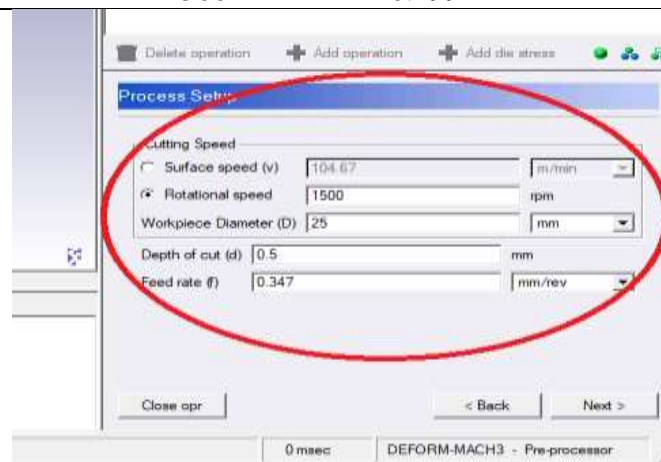 Delete operation Add operation Add die stress
Process Setup
Cutting Speed
Surface speed (v) 104.67 m/min
Rotational speed 1500 rpm
Workpiece Diameter (D) 25 mm
Depth of cut (d) 0.5 mm
Feed rate (f) 0.347 mm/rev
Close opr < Back Next >
0 msec DEFORM-MACH3 - Pre-processor